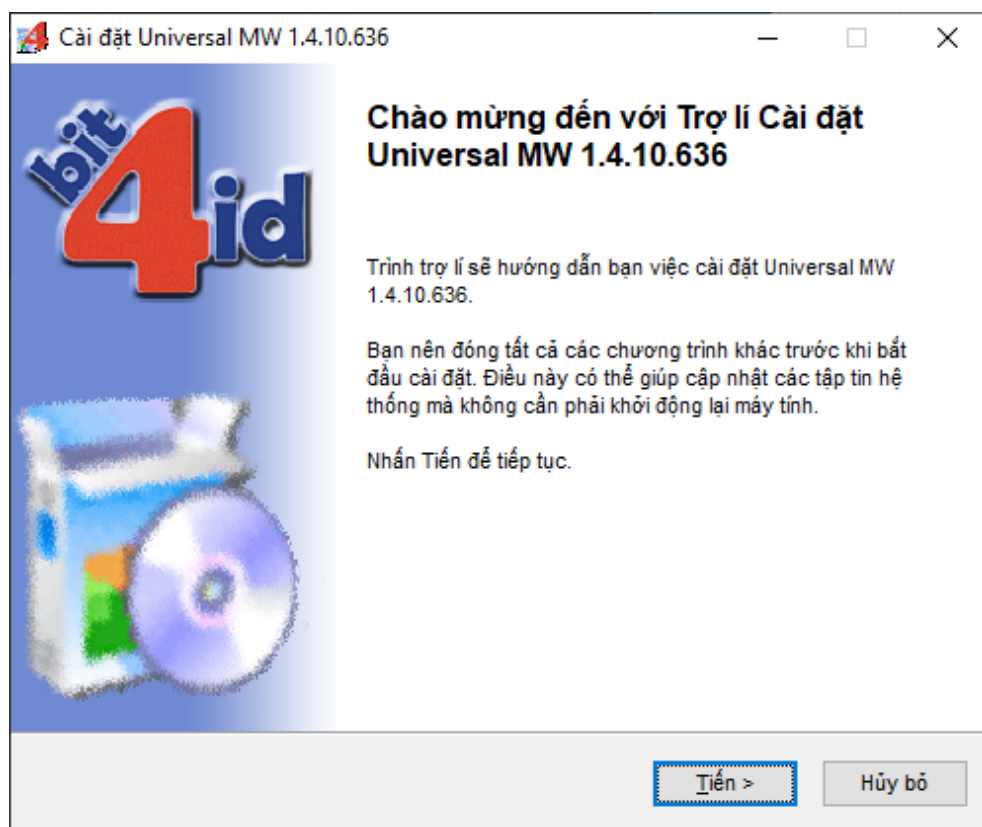 Cài đặt Universal MW 1.4.10.636
bit4id
Chào mừng đến với Trợ lí Cài đặt
Universal MW 1.4.10.636
Trình trợ lí sẽ hướng dẫn bạn việc cài đặt Universal MW
1.4.10.636.
Bạn nên đóng tất cả các chương trình khác trước khi bắt
đầu cài đặt. Điều này có thể giúp cập nhật các tập tin hệ
thống mà không cần phải khởi động lại máy tính.
Nhấn Tiến để tiếp tục.
Tiến >
Hủy bỏ